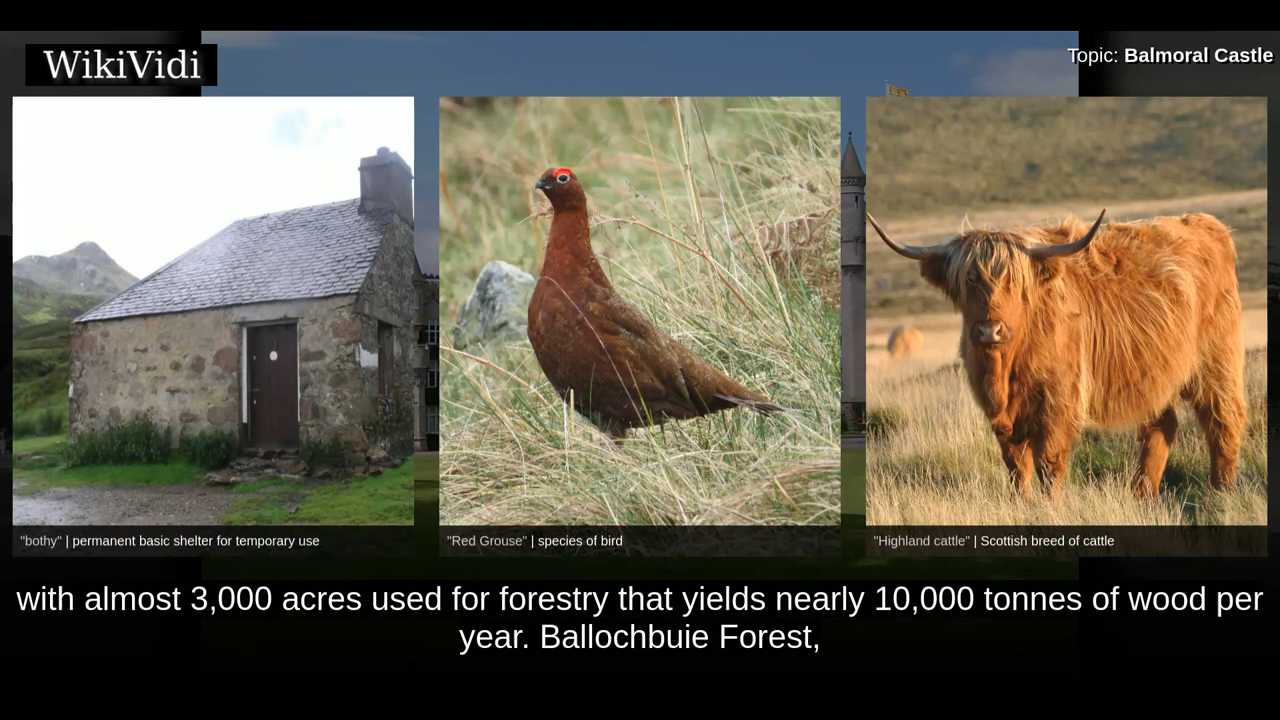 WikiVidi
Topic: Balmoral Castle
"bothy" | permanent basic shelter for temporary use
"Red Grouse" | species of bird
"Highland cattle" | Scottish breed of cattle
with almost 3,000 acres used for forestry that yields nearly 10,000 tonnes of wood per
year. Ballochbuie Forest,